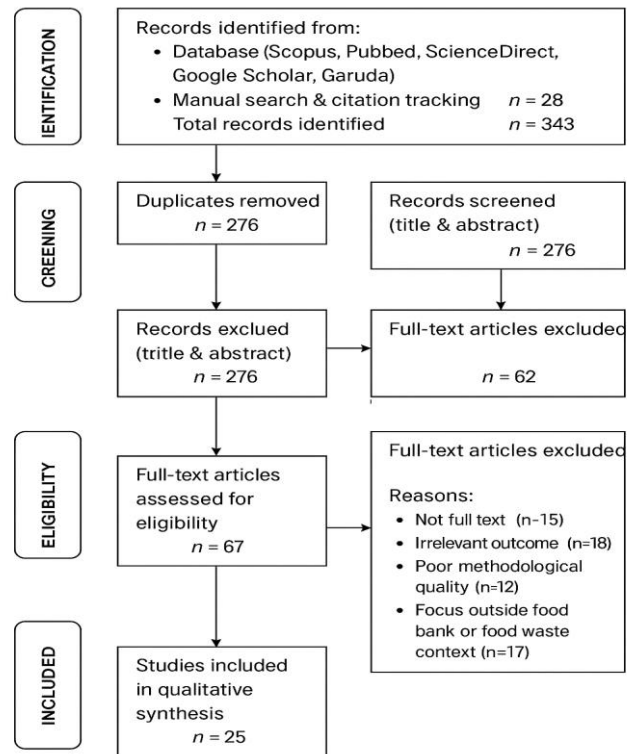 IENTIFICATION
Records identified from:
• Database (Scopus, Pubbed, ScienceDirect,
Google Scholar, Garuda)
• Manual search & citation tracking n = 28
Total records identified n = 343
CREENING
Duplicates removed
n = 276
Records screened
(title & abstract)
n = 276
Records exclued
(tritle & abstract)
n = 276
Full-text articles excluded
n = 62
ELIGIBILITY
Full-text articles
assessed for
eligibility
n = 67
Full-text articles excluded
Reasons:
• Not full text (n-15)
• Irrelevant outcome (n=18)
• Poor methodological
quality (n=12)
• Focus outside food
bank or food waste
context (n=17)
INCLUDED
Studies included
in qualitative
synthesis
n = 25